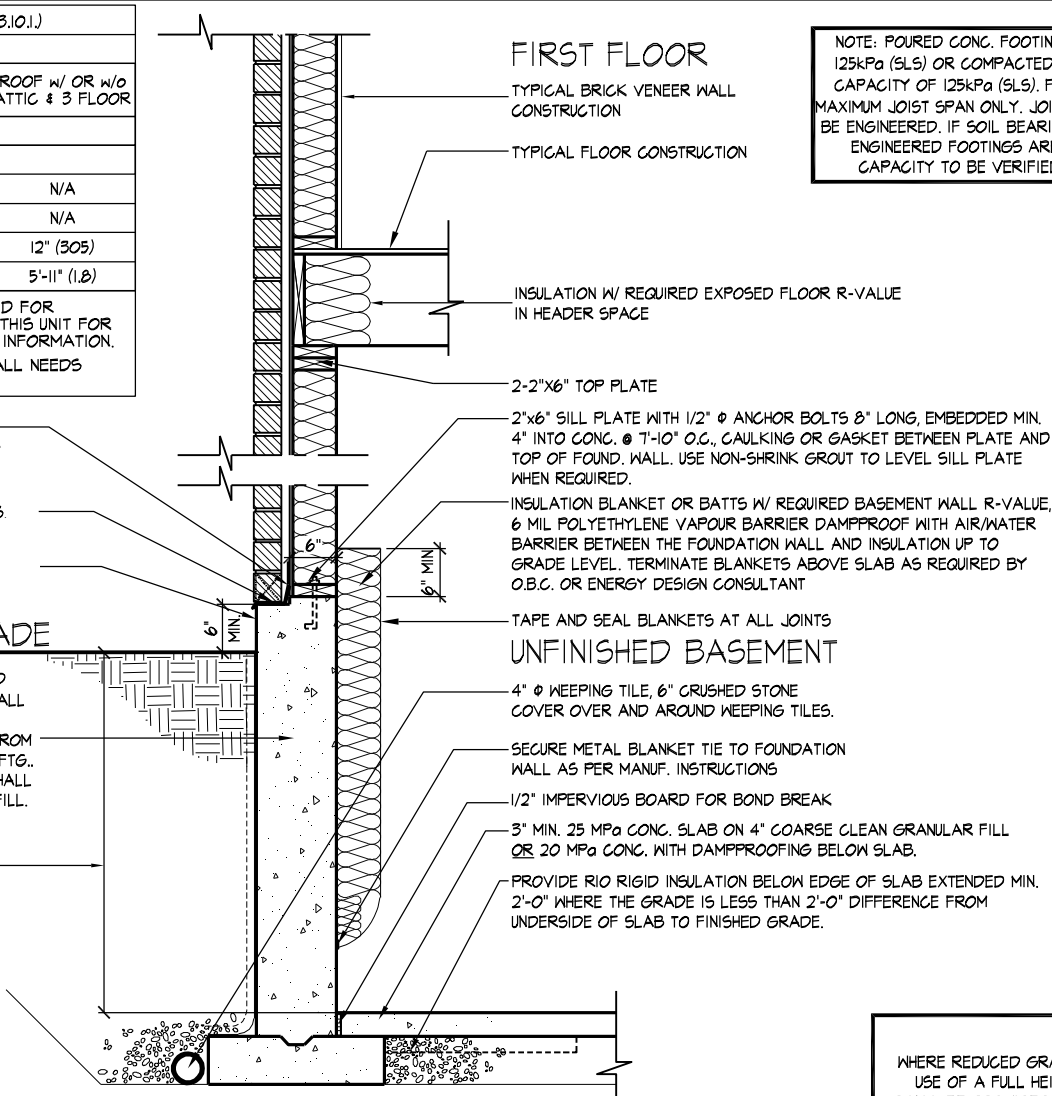 3.10.1.)
ROOF W/ OR W/O
ATTIC & 3 FLOOR
N/A
N/A
12" (305)
5'-11" (1.8)
D FOR
THIS UNIT FOR
INFORMATION.
ALL NEEDS
FIRST FLOOR
TYPICAL BRICK VENEER WALL
CONSTRUCTION
TYPICAL FLOOR CONSTRUCTION
INSULATION W/ REQUIRED EXPOSED FLOOR R-VALUE
IN HEADER SPACE
2-2"X6" TOP PLATE
2"x6" SILL PLATE WITH 1/2" Φ ANCHOR BOLTS 8" LONG, EMBEDDED MIN.
4" INTO CONC. @ 7'-10" O.C., CAULKING OR GASKET BETWEEN PLATE AND
TOP OF FOUND. WALL. USE NON-SHRINK GROUT TO LEVEL SILL PLATE
WHEN REQUIRED.
INSULATION BLANKET OR BATTS W/ REQUIRED BASEMENT WALL R-VALUE,
6 MIL POLYETHYLENE VAPOUR BARRIER DAMPPROOF WITH AIR/WATER
BARRIER BETWEEN THE FOUNDATION WALL AND INSULATION UP TO
GRADE LEVEL. TERMINATE BLANKETS ABOVE SLAB AS REQUIRED BY
O.B.C. OR ENERGY DESIGN CONSULTANT
TAPE AND SEAL BLANKETS AT ALL JOINTS
UNFINISHED BASEMENT
4" Φ WEEPING TILE, 6" CRUSHED STONE
COVER OVER AND AROUND WEEPING TILES.
SECURE METAL BLANKET TIE TO FOUNDATION
WALL AS PER MANUF. INSTRUCTIONS
1/2" IMPERVIOUS BOARD FOR BOND BREAK
3" MIN. 25 MPa CONC. SLAB ON 4" COARSE CLEAN GRANULAR FILL
OR 20 MPa CONC. WITH DAMPPROOFING BELOW SLAB.
PROVIDE R10 RIGID INSULATION BELOW EDGE OF SLAB EXTENDED MIN.
2'-0" WHERE THE GRADE IS LESS THAN 2'-0" DIFFERENCE FROM
UNDERSIDE OF SLAB TO FINISHED GRADE.
NOTE: POURED CONC. FOOTIN
125kPa (SLS) OR COMPACTED
CAPACITY OF 125kPa (SLS). F
MAXIMUM JOIST SPAN ONLY. JOI
BE ENGINEERED. IF SOIL BEARI
ENGINEERED FOOTINGS AR
CAPACITY TO BE VERIFIE
6"
6" MIN
6"
MIN.
ADE
D
ALL
ROM
FTG..
HALL
FILL.
WHERE REDUCED GRA
USE OF A FULL HEI